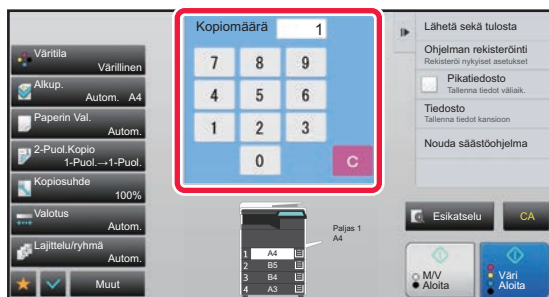 Väritila
Värillinen
Alkup.
Autom. A4
Paperin Val.
Autom.
2-Puol.Kopio
1-Puol.→1-Puol.
Kopiosuhde
100%
Valotus
Autom.
Lajittelu/ryhmä
Autom.
Muut
Kopiomäärä 1
7 8 9
4 5 6
1 2 3
0 C
Paljas 1
A4
1 A4
2 B5
3 B4
4 A3
Lähetä sekä tulosta
Ohjelman rekisteröinti
Rekisteröi nykyiset asetukset
Pikatiedosto
Tallenna tiedot väliaik.
Tiedosto
Tallenna tiedot kansioon
Nouda säästöohjelma
Esikatselu
CA
M/V
Aloita
Väri
Aloita